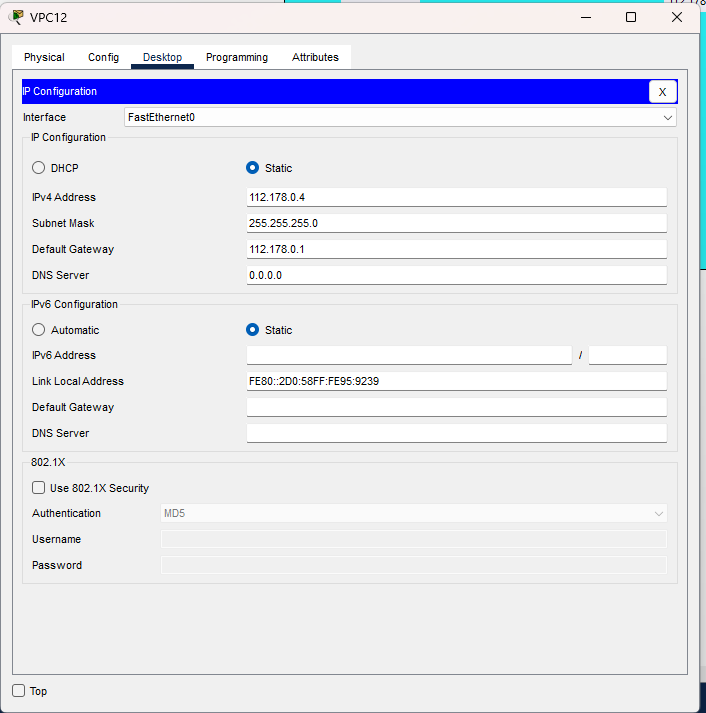 VPC12
Physical Config Desktop Programming Attributes
IP Configuration X
Interface FastEthernet0
IP Configuration
DHCP Static
IPv4 Address 112.178.0.4
Subnet Mask 255.255.255.0
Default Gateway 112.178.0.1
DNS Server 0.0.0.0
IPv6 Configuration
Automatic Static
IPv6 Address /
Link Local Address FE80::2D0:58FF:FE95:9239
Default Gateway
DNS Server
802.1X
Use 802.1X Security
Authentication MD5
Username
Password
Top